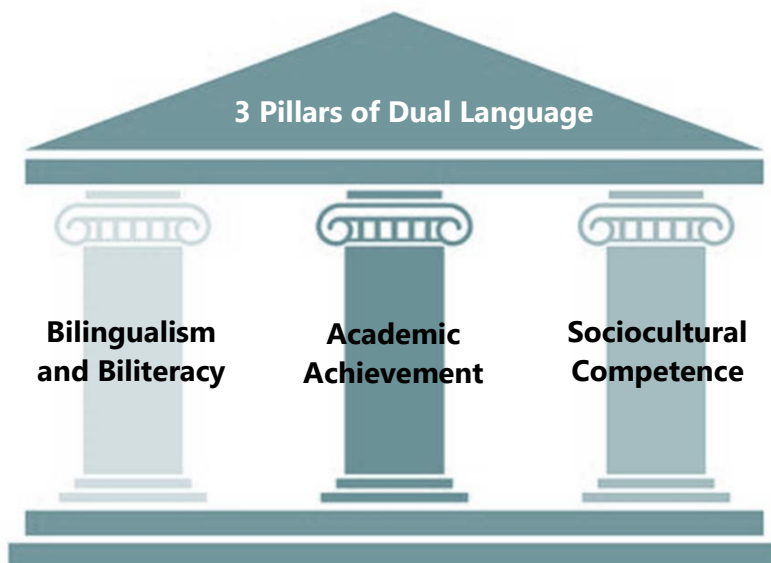 3 Pillars of Dual Language
Bilingualism
and Biliteracy
Academic
Achievement
Sociocultural
Competence